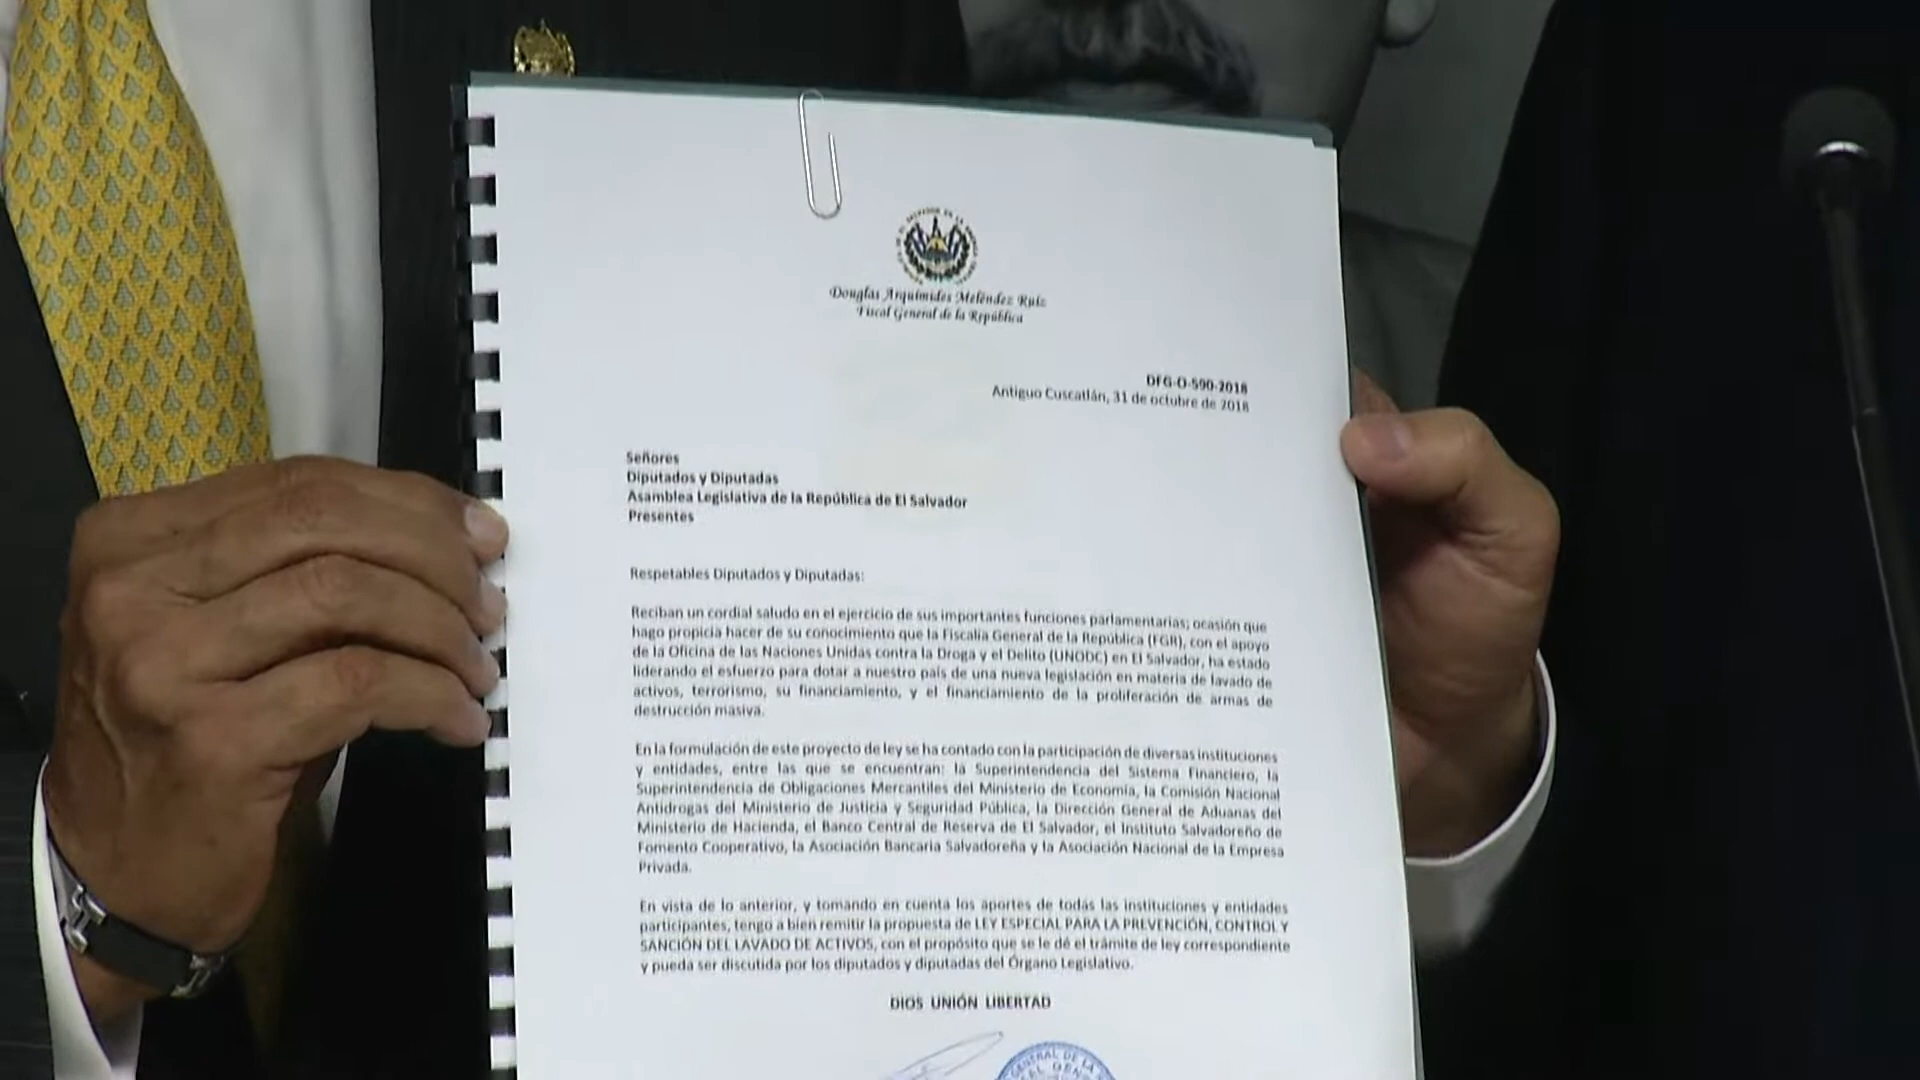 Douglas Arquímides Meléndez Ruiz
Fiscal General de la República
DFG-O-590-2018
Antiguo Cuscatlán, 31 de octubre de 2018
Señores
Diputados y Diputadas
Asamblea Legislativa de la República de El Salvador
Presentes
Respetables Diputados y Diputadas:
Reciban un cordial saludo en el ejercicio de sus importantes funciones parlamentarias; ocasión que
hago propicia hacer de su conocimiento que la Fiscalía General de la República (FGR), con el apoyo
de la Oficina de las Naciones Unidas contra la Droga y el Delito (UNODC) en El Salvador, ha estado
liderando el esfuerzo para dotar a nuestro país de una nueva legislación en materia de lavado de
activos, terrorismo, su financiamiento, y el financiamiento de la proliferación de armas de
destrucción masiva.
En la formulación de este proyecto de ley se ha contado con la participación de diversas instituciones
y entidades, entre las que se encuentran: la Superintendencia del Sistema Financiero, la
Superintendencia de Obligaciones Mercantiles del Ministerio de Economía, la Comisión Nacional
Antidrogas del Ministerio de Justicia y Seguridad Pública, la Dirección General de Aduanas del
Ministerio de Hacienda, el Banco Central de Reserva de El Salvador, el Instituto Salvadoreño de
Fomento Cooperativo, la Asociación Bancaria Salvadoreña y la Asociación Nacional de la Empresa
Privada.
En vista de lo anterior, y tomando en cuenta los aportes de todas las instituciones y entidades
participantes, tengo a bien remitir la propuesta de LEY ESPECIAL PARA LA PREVENCIÓN, CONTROL Y
SANCIÓN DEL LAVADO DE ACTIVOS, con el propósito que se le dé el trámite de ley correspondiente
y pueda ser discutida por los diputados y diputadas del Órgano Legislativo.
DIOS UNIÓN LIBERTAD
GENERAL DE LA